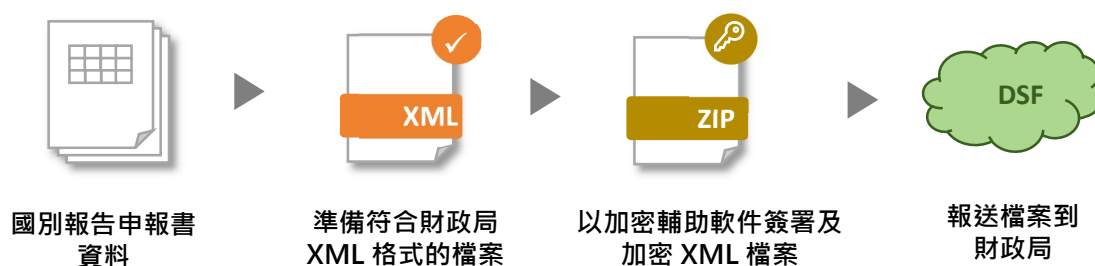 XML
ZIP
DSF
國別報告申報書
資料
準備符合財政局
XML 格式的檔案
以加密輔助軟件簽署及
加密 XML 檔案
報送檔案到
財政局